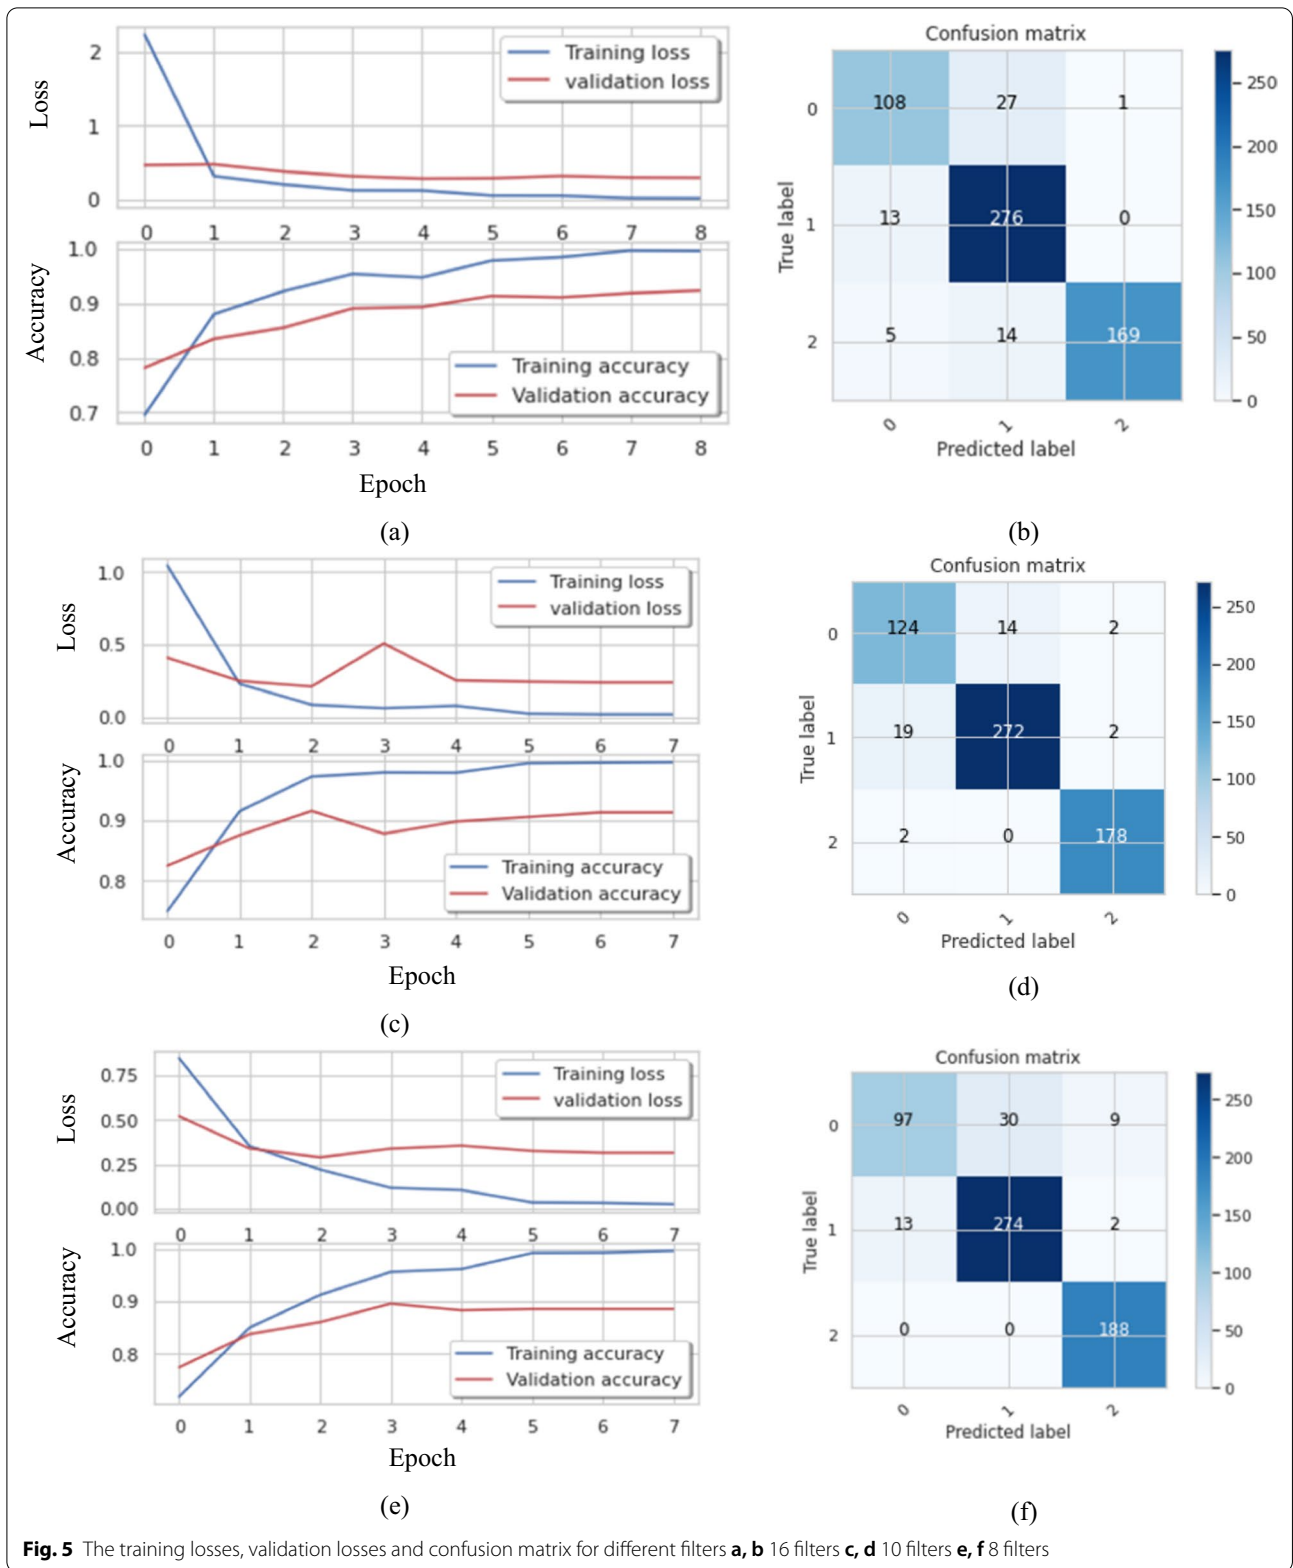 Loss
2
1
0
Training loss
validation loss
0 1 2 3 4 5 6 7 8
Accuracy
1.0
0.9
0.8
0.7
Training accuracy
Validation accuracy
0 1 2 3 4 5 6 7 8
Epoch
(a)
Confusion matrix
True label
0
1
2
108 27 1
13 276 0
5 14 169
0 1 2
Predicted label
250
200
150
100
50
0
(b)
Loss
1.0
0.5
0.0
Training loss
validation loss
0 1 2 3 4 5 6 7
Accuracy
1.0
0.9
0.8
Training accuracy
Validation accuracy
0 1 2 3 4 5 6 7
Epoch
(c)
Confusion matrix
True label
0
1
2
124 14 2
19 272 2
2 0 178
0 1 2
Predicted label
250
200
150
100
50
0
(d)
Loss
0.75
0.50
0.25
0.00
Training loss
validation loss
0 1 2 3 4 5 6 7
Accuracy
1.0
0.9
0.8
Training accuracy
Validation accuracy
0 1 2 3 4 5 6 7
Epoch
(e)
Confusion matrix
True label
0
1
2
97 30 9
13 274 2
0 0 188
0 1 2
Predicted label
250
200
150
100
50
0
(f)
Fig. 5 The training losses, validation losses and confusion matrix for different filters a, b 16 filters c, d 10 filters e, f 8 filters